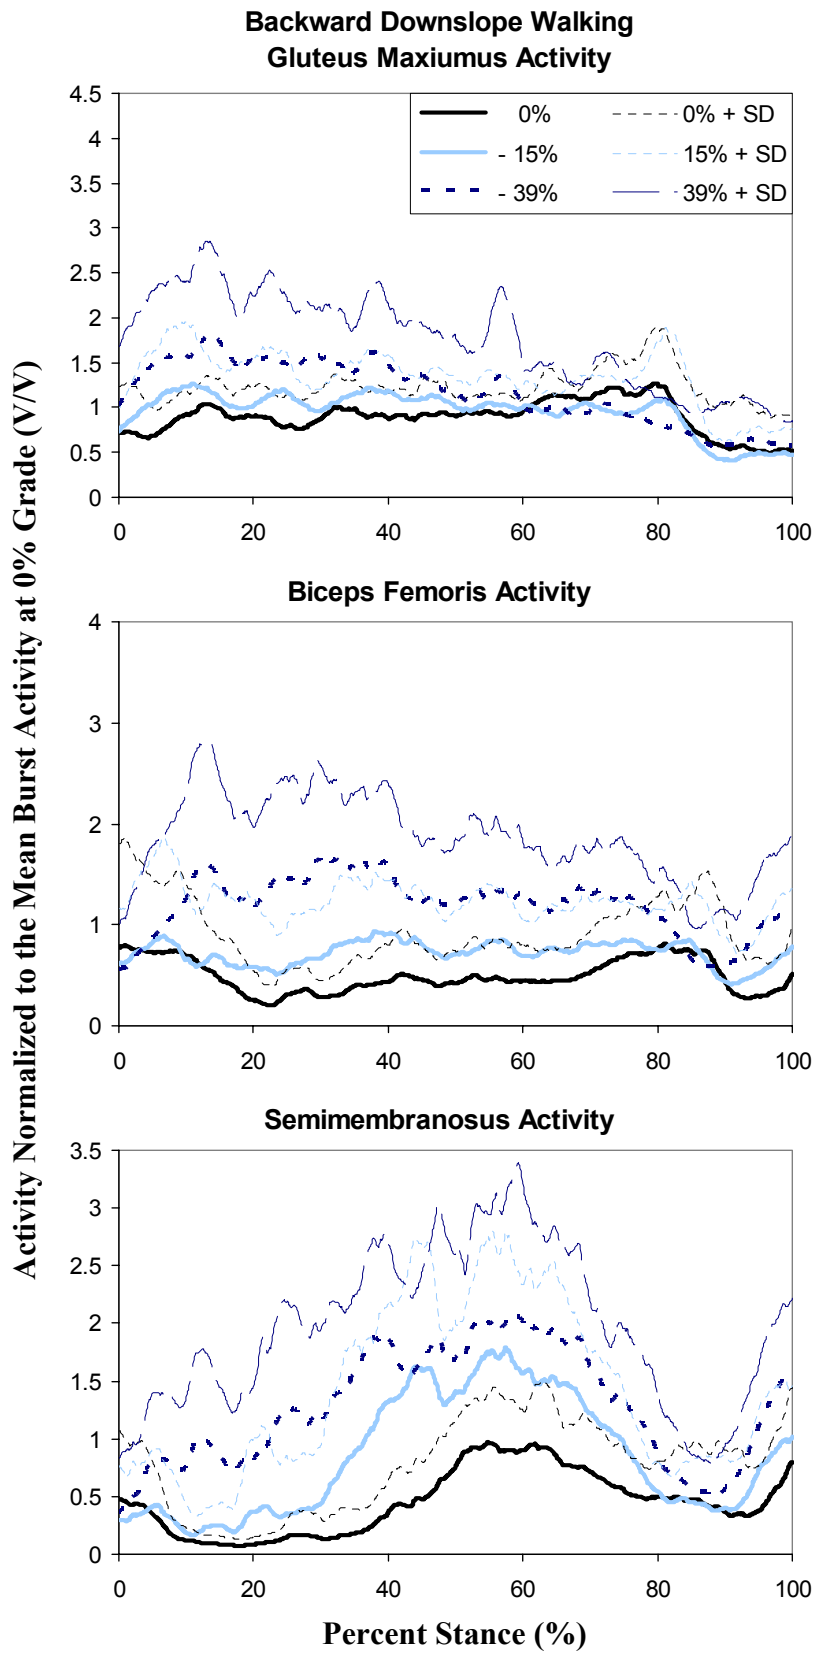 Backward Downslope Walking
Gluteus Maxiumus Activity
4.5
4
3.5
3
2.5
2
1.5
1
0.5
0
0% 0% + SD
- 15% 15% + SD
- 39% 39% + SD
0 20 40 60 80 100
Biceps Femoris Activity
4
3
2
1
0
0 20 40 60 80 100
Semimembranosus Activity
3.5
3
2.5
2
1.5
1
0.5
0
0 20 40 60 80 100
Percent Stance (%)
Activity Normalized to the Mean Burst Activity at 0% Grade (V/V)